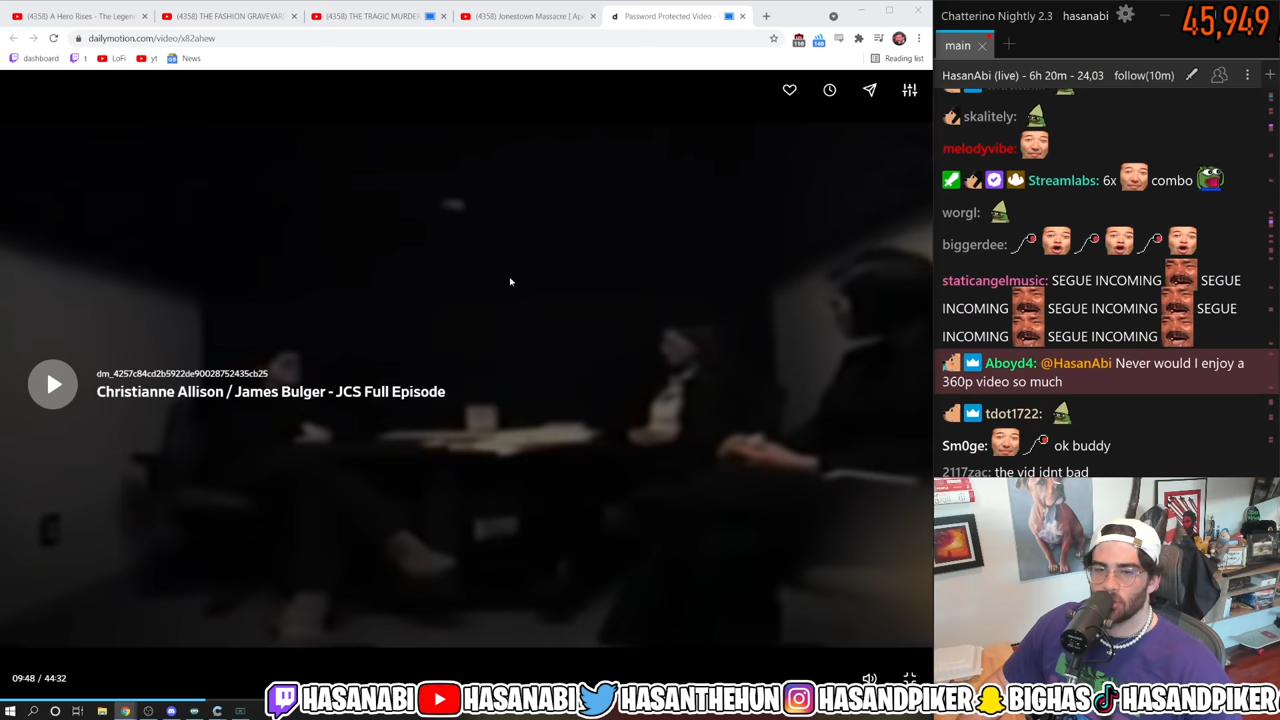 (4358) A Hero Rises - The Legen
(4358) THE FASHION GRAVEYAR
(4358) THE TRAGIC MURDER
(4358) Jonestown Massacre [ Ap
Password Protected Video -
dailymotion.com/video/x82ahew
dashboard
t
LoFi
yt
News
Reading list
dm_4257c84cd2b5922de90028752435cb25
Christianne Allison / James Bulger - JCS Full Episode
09:48 / 44:32
Chatterino Nightly 2.3
hasanabi
45,949
main
HasanAbi (live) - 6h 20m - 24,03
follow(10m)
skalitely:
melodyvibe:
Streamlabs: 6x combo
worgl:
biggerdee:
staticangelmusic: SEGUE INCOMING SEGUE
INCOMING SEGUE INCOMING SEGUE
INCOMING SEGUE INCOMING
Aboyd4: @HasanAbi Never would I enjoy a
360p video so much
tdot1722:
Sm0ge: ok buddy
2117zac: the vid idnt bad
HASANABI HASANABI HASANTHEHUN HASANDPIKER BIGHAS HASANDPIKER